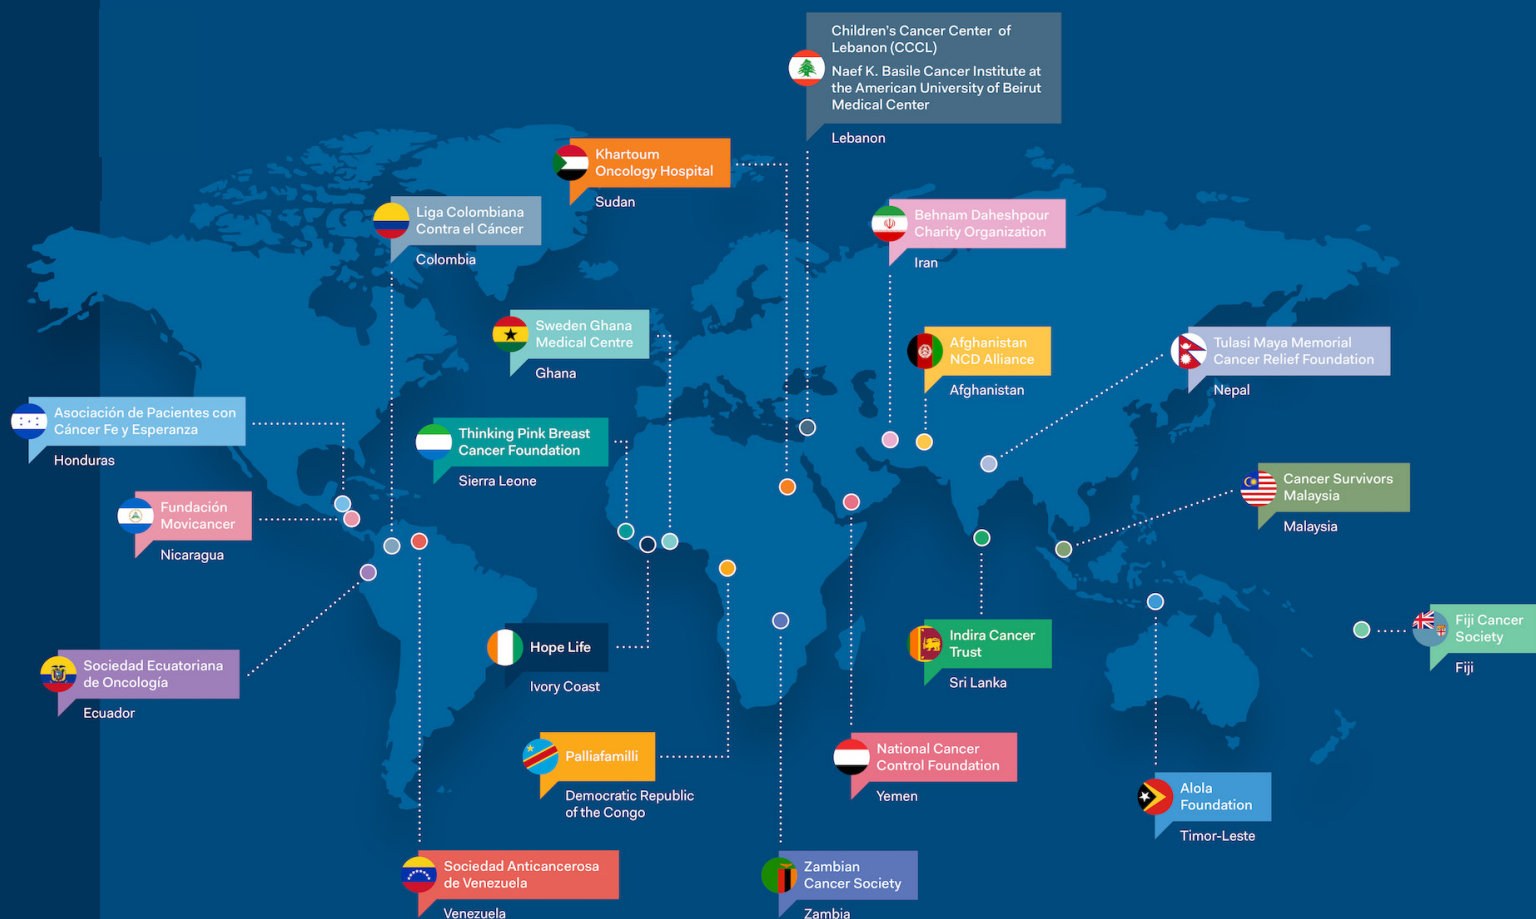 Children's Cancer Center of
Lebanon (CCCL)
Naef K. Basile Cancer Institute at
the American University of Beirut
Medical Center
Lebanon
Khartoum
Oncology Hospital
Sudan
Liga Colombiana
Contra el Cáncer
Colombia
Behnam Daheshpour
Charity Organization
Iran
Sweden Ghana
Medical Centre
Ghana
Afghanistan
NCD Alliance
Afghanistan
Tulasi Maya Memorial
Cancer Relief Foundation
Nepal
Asociación de Pacientes con
Cáncer Fe y Esperanza
Honduras
Thinking Pink Breast
Cancer Foundation
Sierra Leone
Cancer Survivors
Malaysia
Malaysia
Fundación
Movicancer
Nicaragua
Sociedad Ecuatoriana
de Oncología
Ecuador
Hope Life
Ivory Coast
Indira Cancer
Trust
Sri Lanka
Fiji Cancer
Society
Fiji
Palliafamilli
Democratic Republic
of the Congo
National Cancer
Control Foundation
Yemen
Alola
Foundation
Timor-Leste
Sociedad Anticancerosa
de Venezuela
Venezuela
Zambian
Cancer Society
Zambia